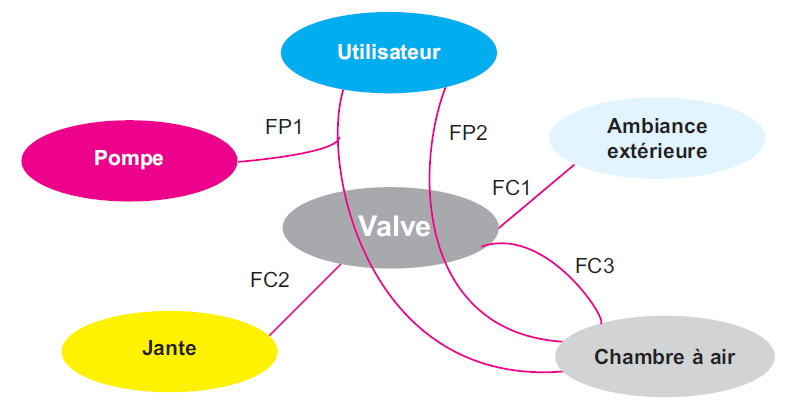 Utilisateur
FP1
FP2
Ambiance
extérieure
Pompe
FC1
Valve
FC2
FC3
Jante
Chambre à air